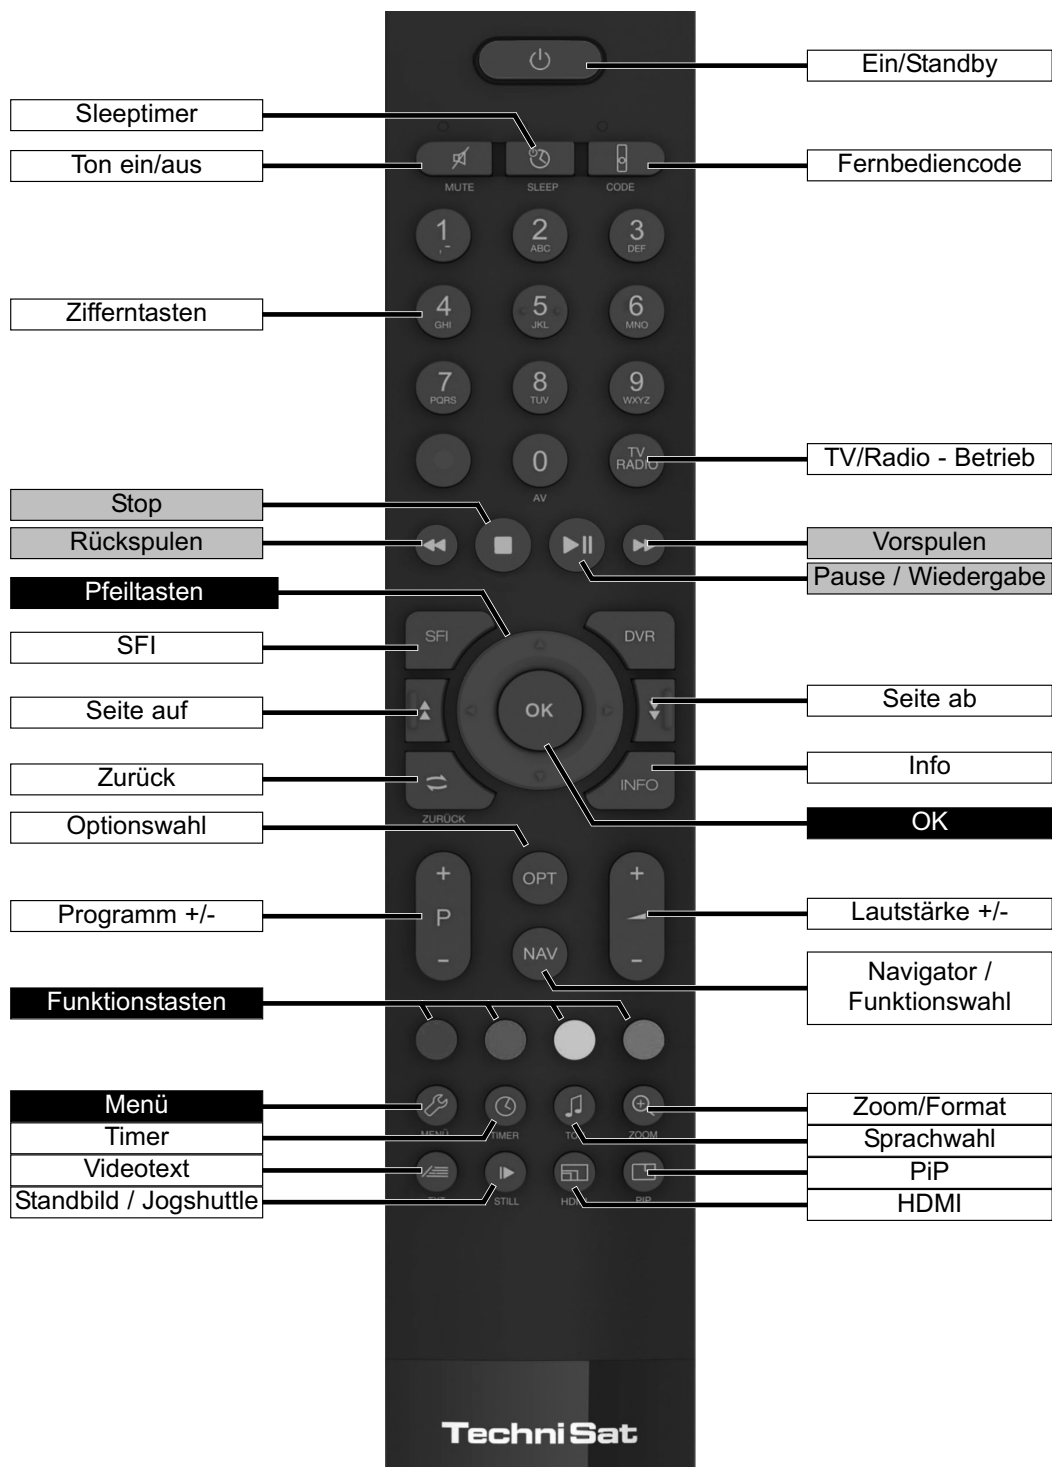 Ein/Standby
Sleeptimer
Ton ein/aus
Fernbediencode
MUTE
SLEEP
CODE
1
,-
2
ABC
3
DEF
Zifferntasten
4
GHI
5
JKL
6
MNO
7
PQRS
8
TUV
9
WXYZ
0
AV
TV
RADIO
TV/Radio - Betrieb
Stop
Rückspulen
Vorspulen
Pause / Wiedergabe
Pfeiltasten
SFI
SFI
DVR
Seite auf
OK
Seite ab
Zurück
ZURÜCK
INFO
Info
Optionswahl
OPT
OK
Programm +/-
+
P
-
+
-
Lautstärke +/-
NAV
Navigator /
Funktionswahl
Funktionstasten
Menü
MENÜ
TIMER
ZOOM
Zoom/Format
Timer
Sprachwahl
Videotext
PiP
Standbild / Jogshuttle
STILL
PIP
HDMI
TechniSat